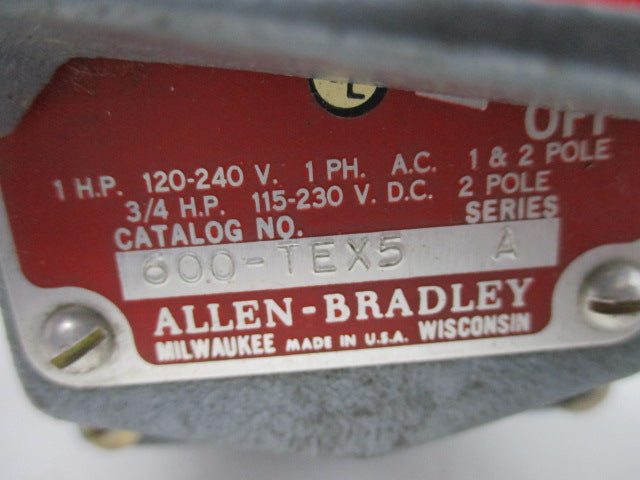 UL
OFF
1 H.P. 120-240 V. 1 PH. A.C. 1 & 2 POLE
3/4 H.P. 115-230 V. D.C. 2 POLE
CATALOG NO. SERIES
600-TEX5 A
ALLEN-BRADLEY
MILWAUKEE MADE IN U.S.A. WISCONSIN